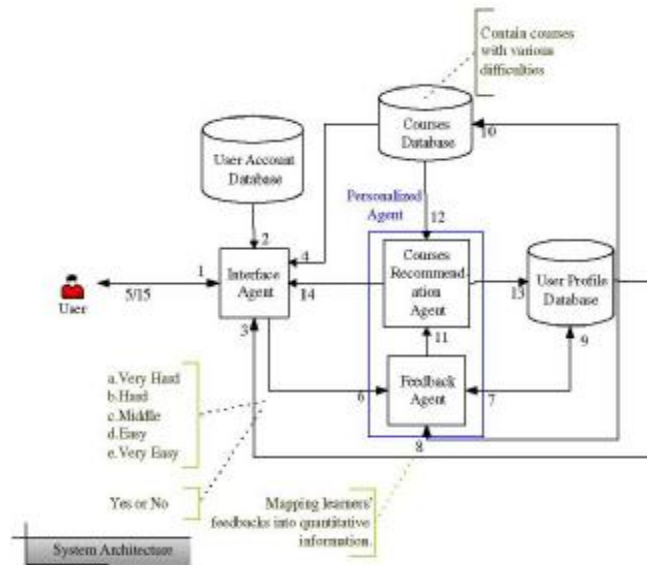 Contain courses
with various
difficulties
Courses
Database
10
User Account
Database
Personalized
Agent
12
2
4
Courses
Recommend
ation
Agent
User Profile
Database
1
Interface
Agent
14
13
5/15
User
3
11
9
a.Very Hard
b.Hard
c.Middle
d.Easy
e.Very Easy
6
Feedback
Agent
7
8
Yes or No
Mapping learners'
feedbacks into quantitative
information.
System Architecture